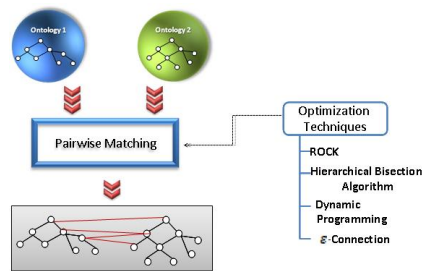 Ontology 1
Ontology 2
Pairwise Matching
Optimization
Techniques
ROCK
Hierarchical Bisection
Algorithm
Dynamic
Programming
ε-Connection